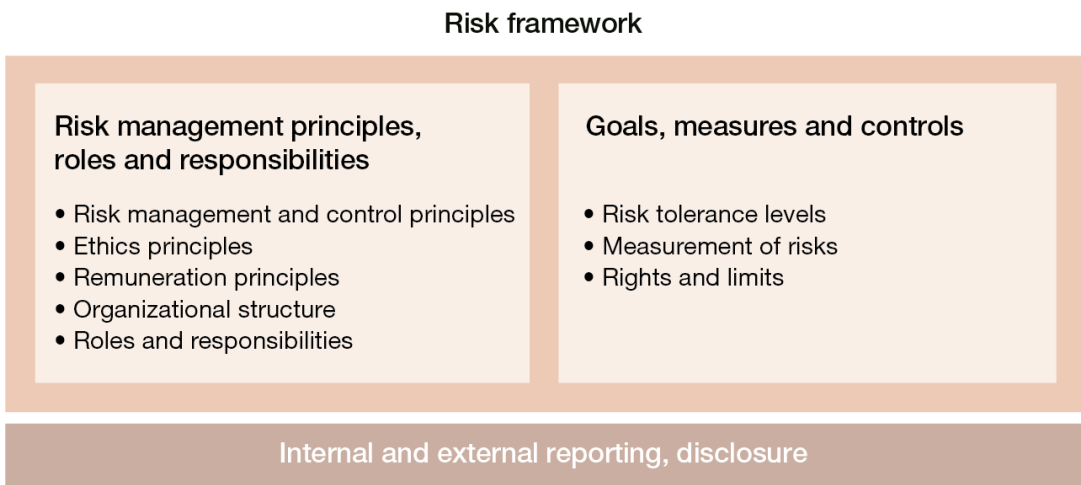 Risk framework
Risk management principles,
roles and responsibilities
• Risk management and control principles
• Ethics principles
• Remuneration principles
• Organizational structure
• Roles and responsibilities
Goals, measures and controls
• Risk tolerance levels
• Measurement of risks
• Rights and limits
Internal and external reporting, disclosure